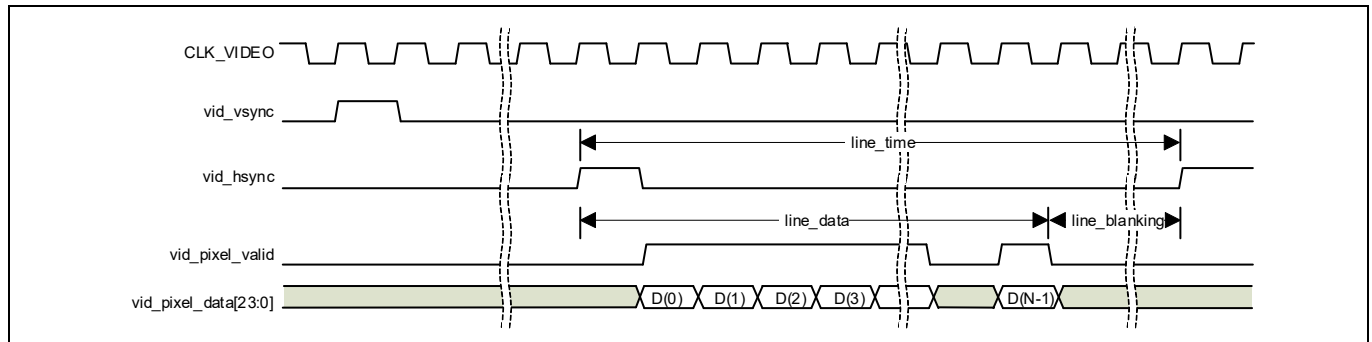 CLK_VIDEO
vid_vsync
line_time
vid_hsync
line_data
line_blanking
vid_pixel_valid
vid_pixel_data[23:0]
D(0) D(1) D(2) D(3) D(N-1)